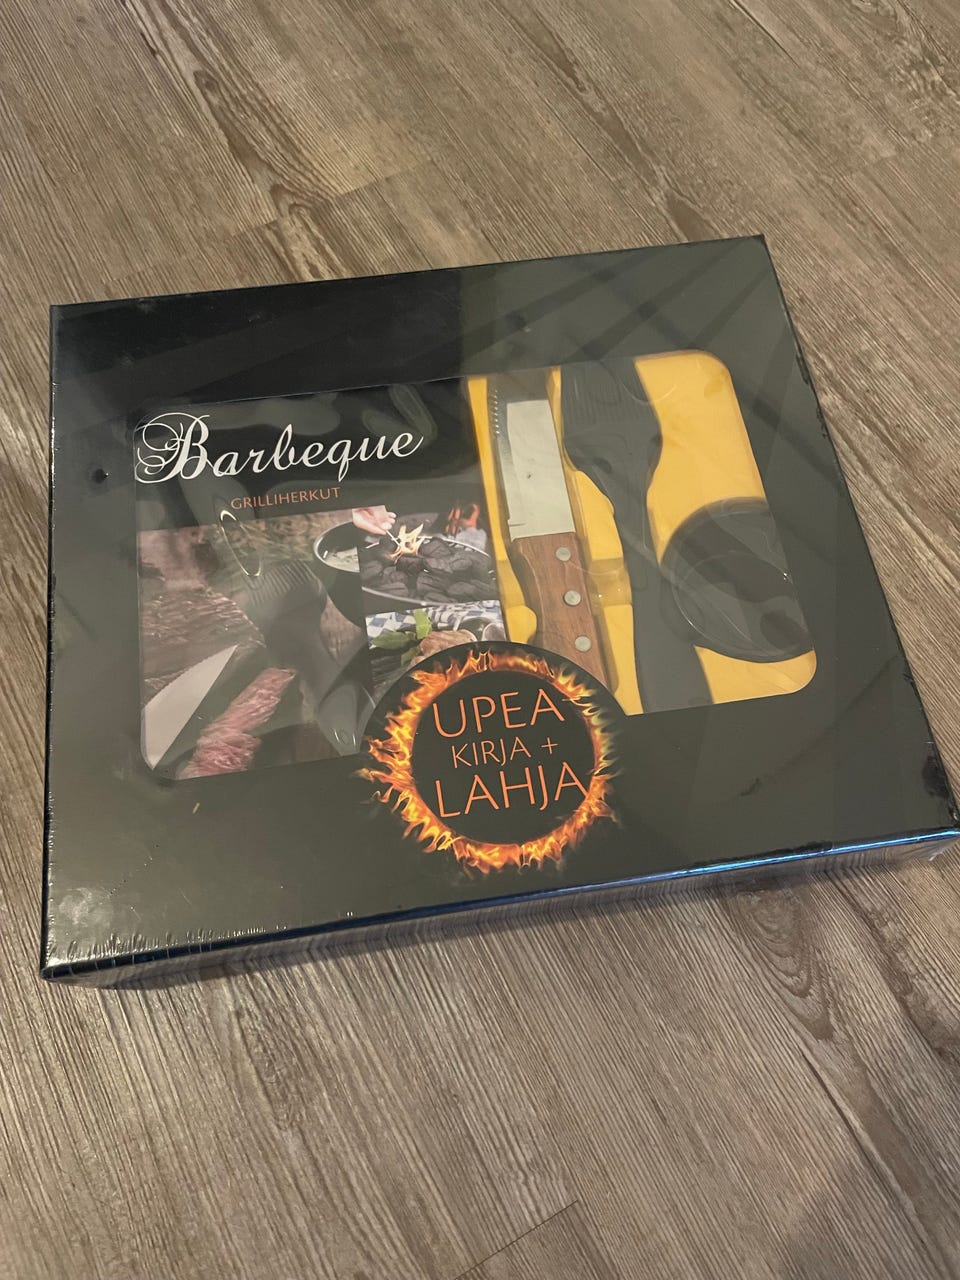 Barbeque
GRILLIHERKUT
UPEA
KIRJA +
LAHJA